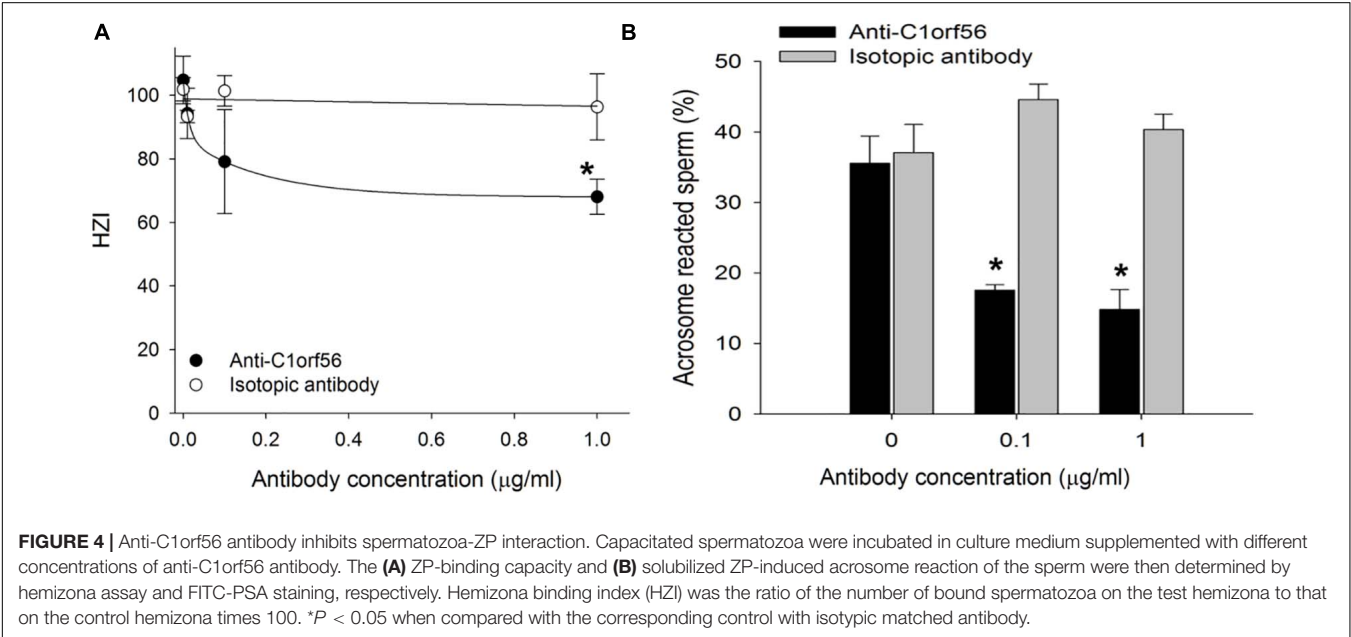 A
HZI
100
80
60
40
20
0
*
Anti-C1orf56
Isotopic antibody
0.0 0.2 0.4 0.6 0.8 1.0
Antibody concentration (μg/ml)
B
Anti-C1orf56
Isotopic antibody
Acrosome reacted sperm (%)
50
40
30
20
10
0
* *
0 0.1 1
Antibody concentration (μg/ml)
FIGURE 4 | Anti-C1orf56 antibody inhibits spermatozoa-ZP interaction. Capacitated spermatozoa were incubated in culture medium supplemented with different
concentrations of anti-C1orf56 antibody. The (A) ZP-binding capacity and (B) solubilized ZP-induced acrosome reaction of the sperm were then determined by
hemizona assay and FITC-PSA staining, respectively. Hemizona binding index (HZI) was the ratio of the number of bound spermatozoa on the test hemizona to that
on the control hemizona times 100. *P < 0.05 when compared with the corresponding control with isotypic matched antibody.